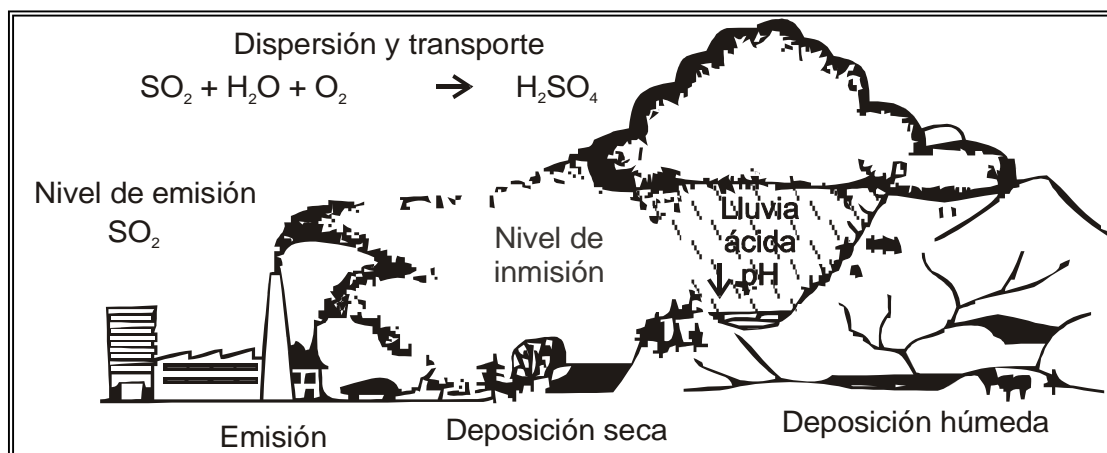 Dispersión y transporte
SO₂ + H₂O + O₂ → H₂SO₄
Nivel de emisión
SO₂
Nivel de
inmisión
Lluvia
ácida
↓ pH
Emisión
Deposición seca
Deposición húmeda